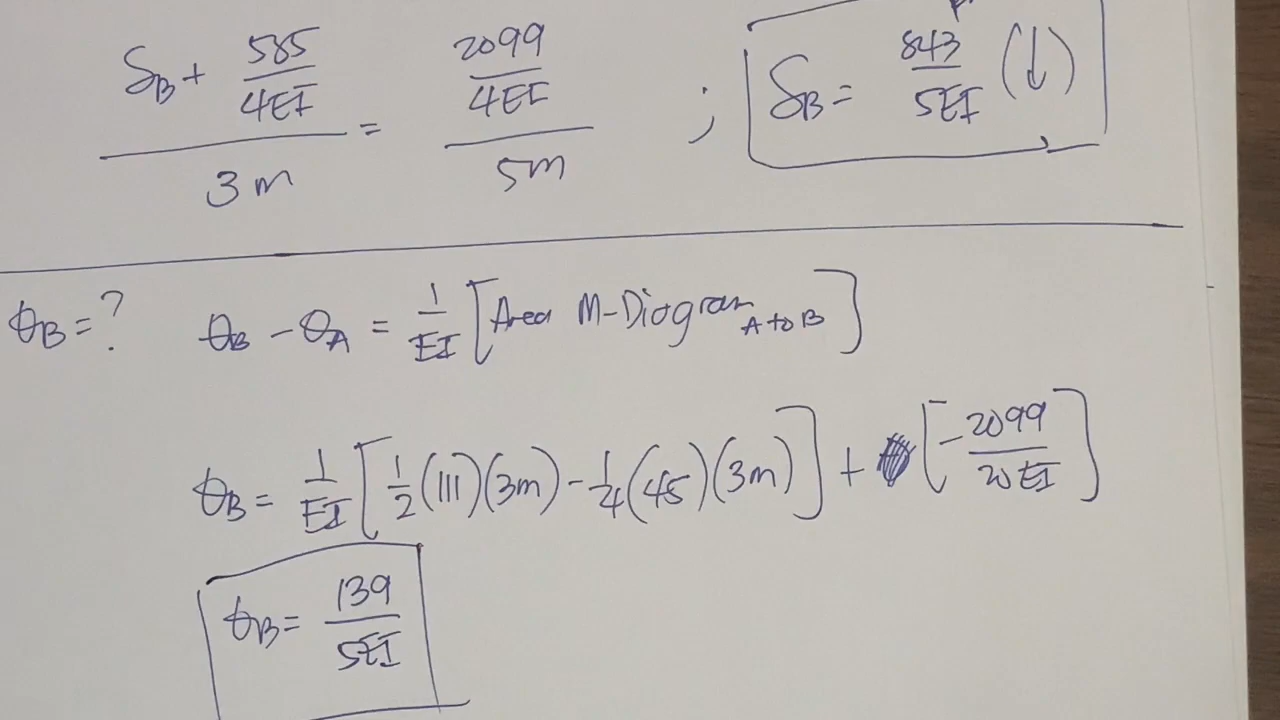 δB + 585/4EI / 3m = 2099/4EI / 5m ; δB = 843/5EI (↓)
θB = ? θB - θA = 1/EI [Area M-Diagram A to B]
θB = 1/EI [1/2 (111)(3m) - 1/4 (45)(3m)] + [-2099/20EI]
θB = 139/5EI